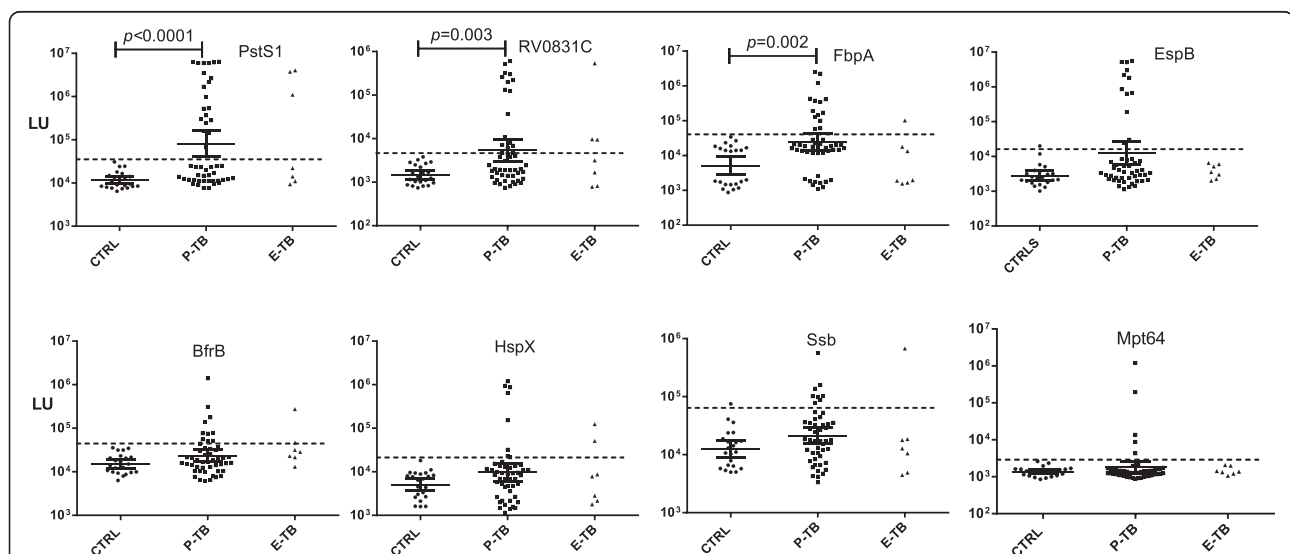 p<0.0001 PstS1
p=0.003 RV0831C
p=0.002 FbpA
EspB
LU
10⁷
10⁶
10⁵
10⁴
10³
CTRL P-TB E-TB
10⁶
10⁵
10⁴
10³
10²
CTRL P-TB E-TB
10⁷
10⁶
10⁵
10⁴
10³
10²
CTRL P-TB E-TB
10⁷
10⁶
10⁵
10⁴
10³
10²
CTRLS P-TB E-TB
BfrB
HspX
Ssb
Mpt64
LU
10⁷
10⁶
10⁵
10⁴
10³
CTRL P-TB E-TB
10⁷
10⁶
10⁵
10⁴
10³
CTRL P-TB E-TB
10⁶
10⁵
10⁴
10³
CTRL P-TB E-TB
10⁷
10⁶
10⁵
10⁴
10³
10²
CTRL P-TB E-TB